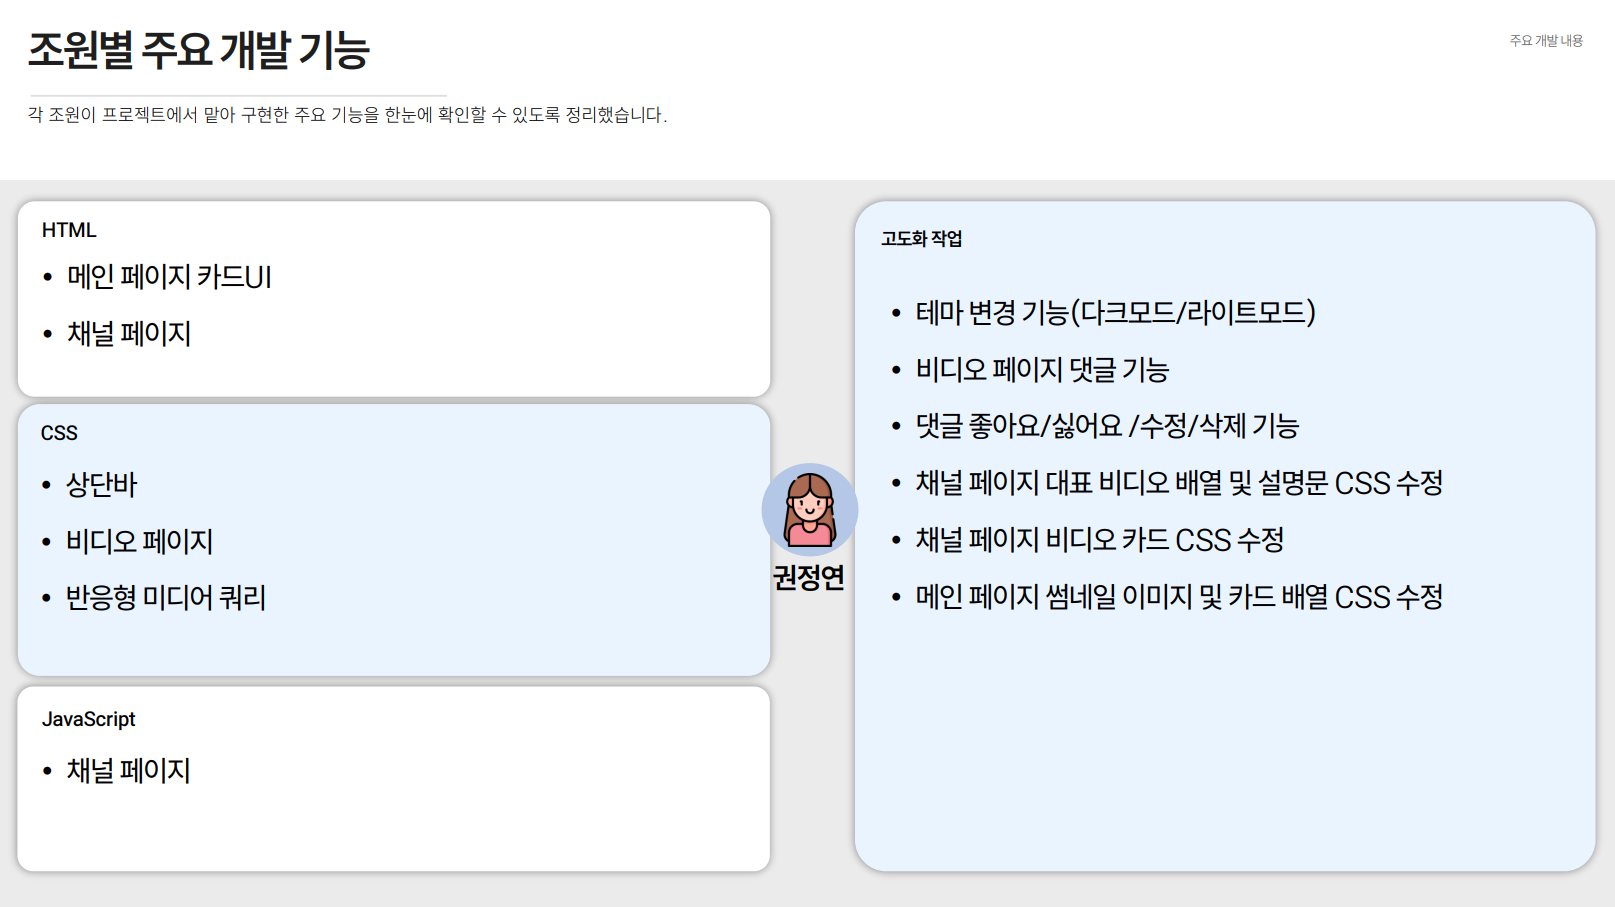 조원별 주요 개발 기능
주요 개발 내용
각 조원이 프로젝트에서 맡아 구현한 주요 기능을 한눈에 확인할 수 있도록 정리했습니다.
HTML
• 메인 페이지 카드UI
• 채널 페이지
CSS
• 상단바
• 비디오 페이지
• 반응형 미디어 쿼리
JavaScript
• 채널 페이지
권정연
고도화 작업
• 테마 변경 기능(다크모드/라이트모드)
• 비디오 페이지 댓글 기능
• 댓글 좋아요/싫어요 /수정/삭제 기능
• 채널 페이지 대표 비디오 배열 및 설명문 CSS 수정
• 채널 페이지 비디오 카드 CSS 수정
• 메인 페이지 썸네일 이미지 및 카드 배열 CSS 수정